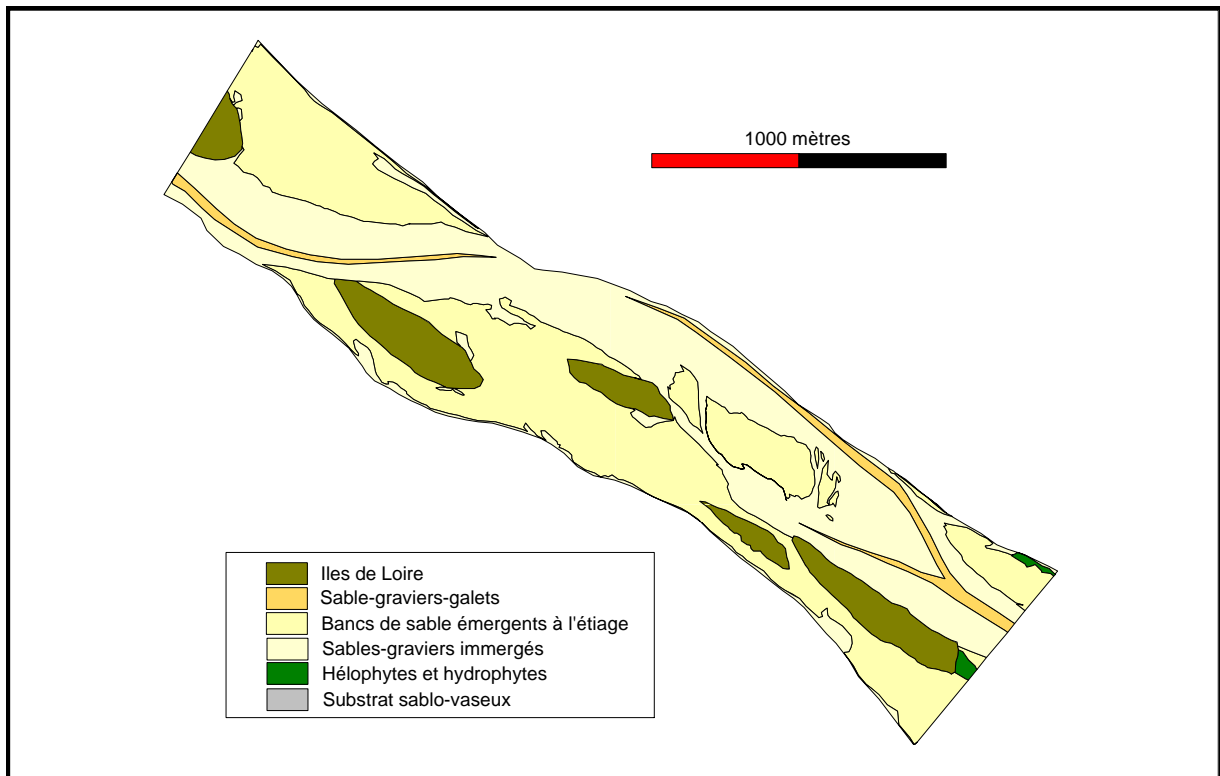 1000 mètres
Iles de Loire
Sable-graviers-galets
Bancs de sable émergents à l'étiage
Sables-graviers immergés
Hélophytes et hydrophytes
Substrat sablo-vaseux